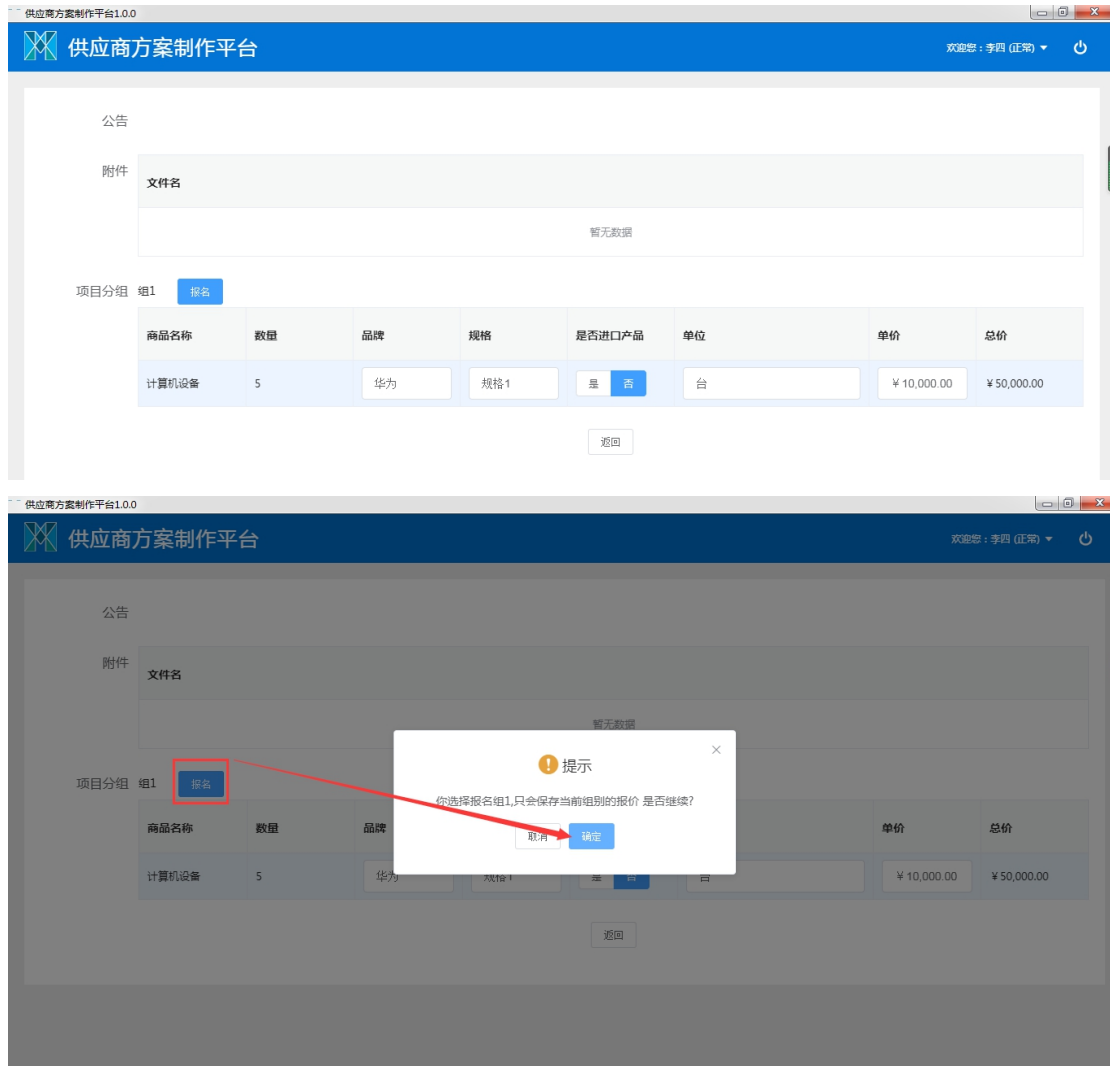 供应商方案制作平台1.0.0
供应商方案制作平台
欢迎您：李四 (正常)
公告
附件
文件名
暂无数据
项目分组 组1 报名
商品名称 数量 品牌 规格 是否进口产品 单位 单价 总价
计算机设备 5 华为 规格1 是 否 台 ￥10,000.00 ￥50,000.00
返回
供应商方案制作平台1.0.0
供应商方案制作平台
欢迎您：李四 (正常)
公告
附件
文件名
暂无数据
提示
项目分组 组1 报名
你选择报名组1,只会保存当前组别的报价 是否继续?
商品名称 数量 品牌 单价 总价
取消 确定
计算机设备 5 华为 规格1 是 否 台 ￥10,000.00 ￥50,000.00
返回